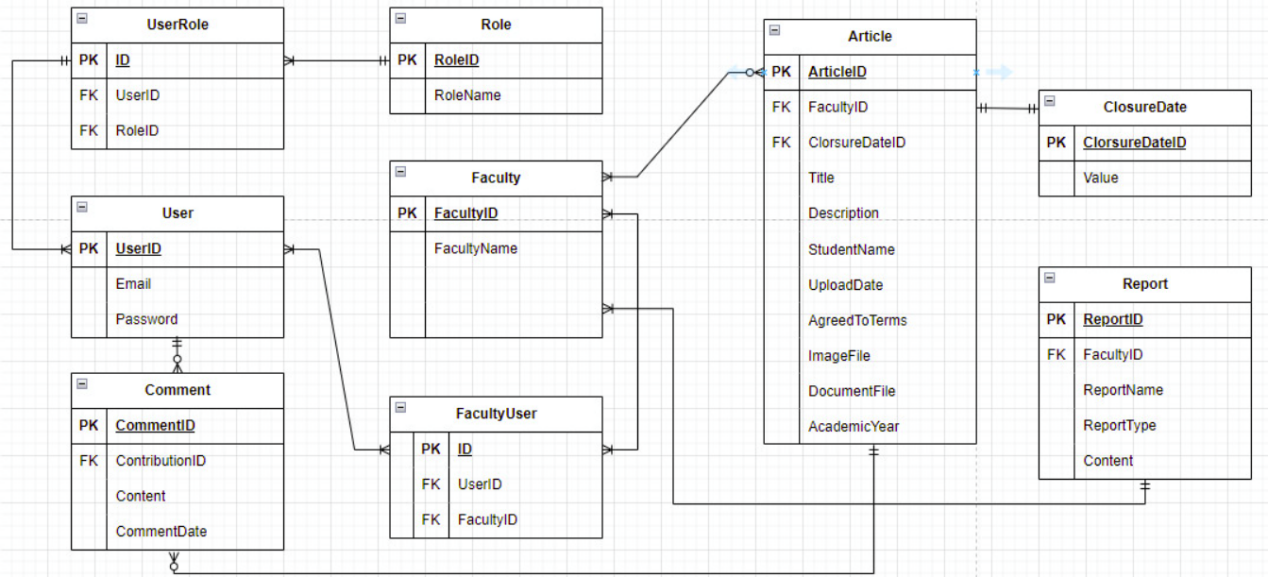 UserRole
PK ID
FK UserID
FK RoleID
Role
PK RoleID
RoleName
Article
PK ArticleID
FK FacultyID
FK ClorsureDateID
Title
Description
StudentName
UploadDate
AgreedToTerms
ImageFile
DocumentFile
AcademicYear
ClosureDate
PK ClorsureDateID
Value
Faculty
PK FacultyID
FacultyName
User
PK UserID
Email
Password
Report
PK ReportID
FK FacultyID
ReportName
ReportType
Content
Comment
PK CommentID
FK ContributionID
Content
CommentDate
FacultyUser
PK ID
FK UserID
FK FacultyID